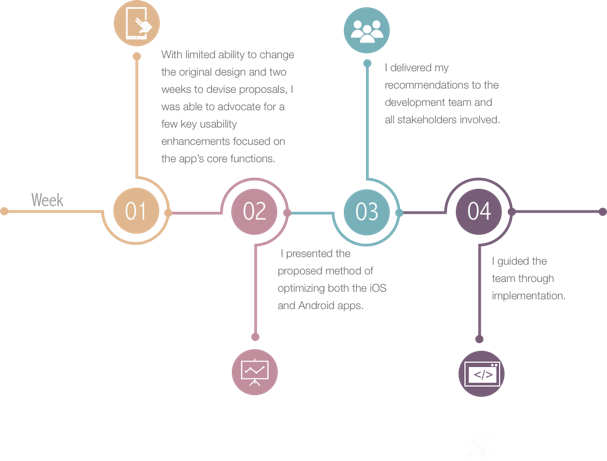 With limited ability to change
the original design and two
weeks to devise proposals, I
was able to advocate for a
few key usability
enhancements focused on
the app's core functions.
I delivered my
recommendations to the
development team and
all stakeholders involved.
Week
01
02
03
04
I presented the
proposed method of
optimizing both the iOS
and Android apps.
I guided the
team through
implementation.
</>